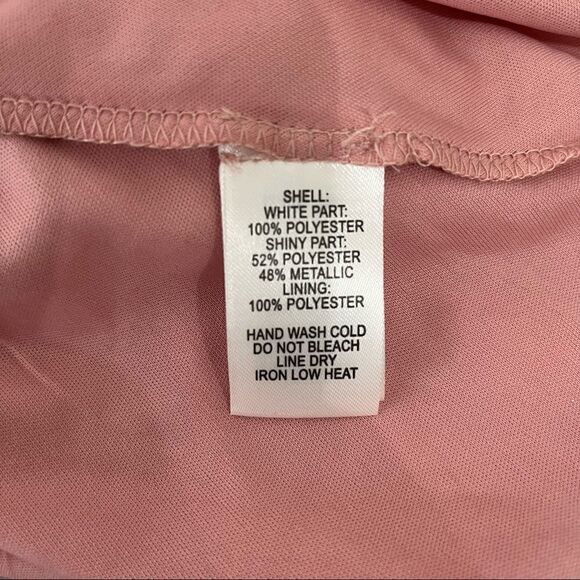 SHELL:
WHITE PART:
100% POLYESTER
SHINY PART:
52% POLYESTER
48% METALLIC
LINING:
100% POLYESTER
HAND WASH COLD
DO NOT BLEACH
LINE DRY
IRON LOW HEAT